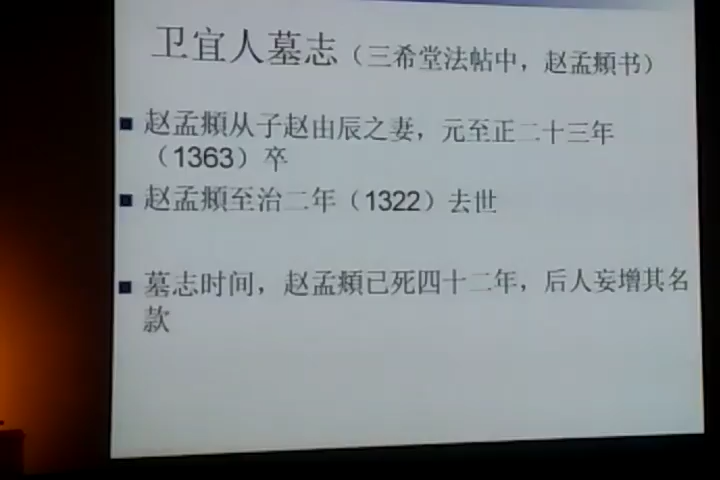 卫宜人墓志（三希堂法帖中，赵孟頫书）
赵孟頫从子赵由辰之妻，元至正二十三年
（1363）卒
赵孟頫至治二年（1322）去世
墓志时间，赵孟頫已死四十二年，后人妄增其名
款